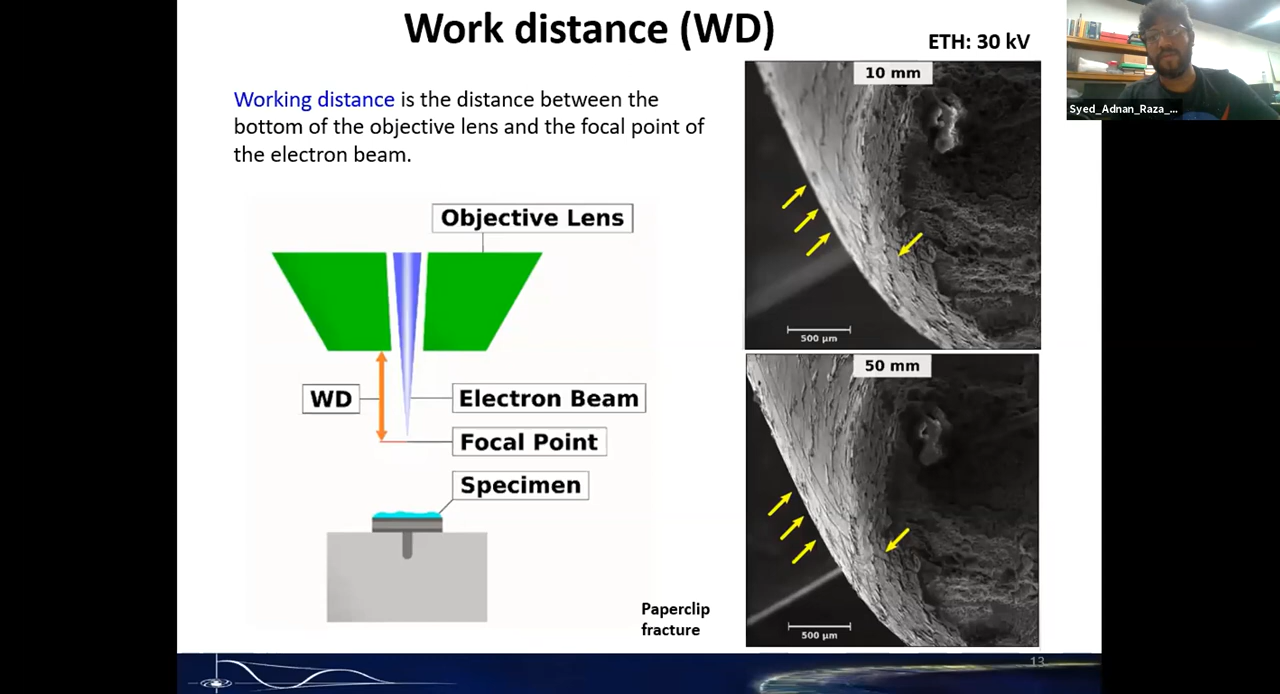 Work distance (WD)
ETH: 30 kV
Working distance is the distance between the
bottom of the objective lens and the focal point of
the electron beam.
Objective Lens
WD
Electron Beam
Focal Point
Specimen
Paperclip
fracture
10 mm
500 µm
50 mm
500 µm
Syed_Adnan_Raza_...
13